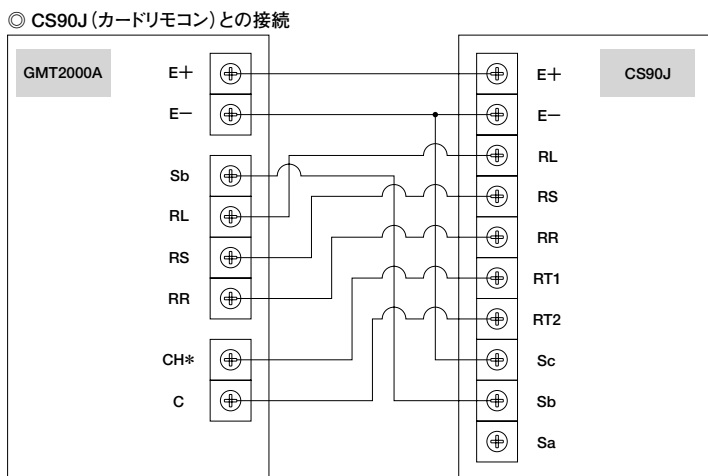 ◎ CS90J（カードリモコン）との接続
GMT2000A
E＋
E－
Sb
RL
RS
RR
CH＊
C
CS90J
E＋
E－
RL
RS
RR
RT1
RT2
Sc
Sb
Sa